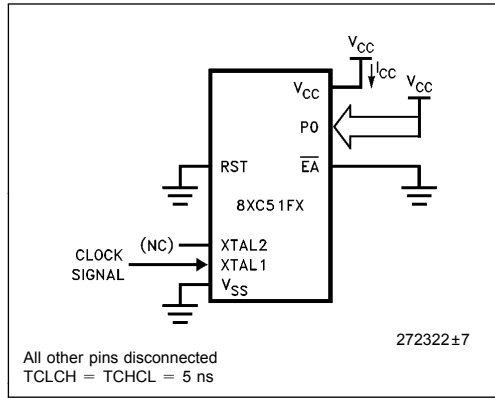 VCC
ICC
VCC
VCC
P0
RST
EA
8XC51FX
(NC)
XTAL2
CLOCK
SIGNAL
XTAL1
VSS
272322±7
All other pins disconnected
TCLCH = TCHCL = 5 ns